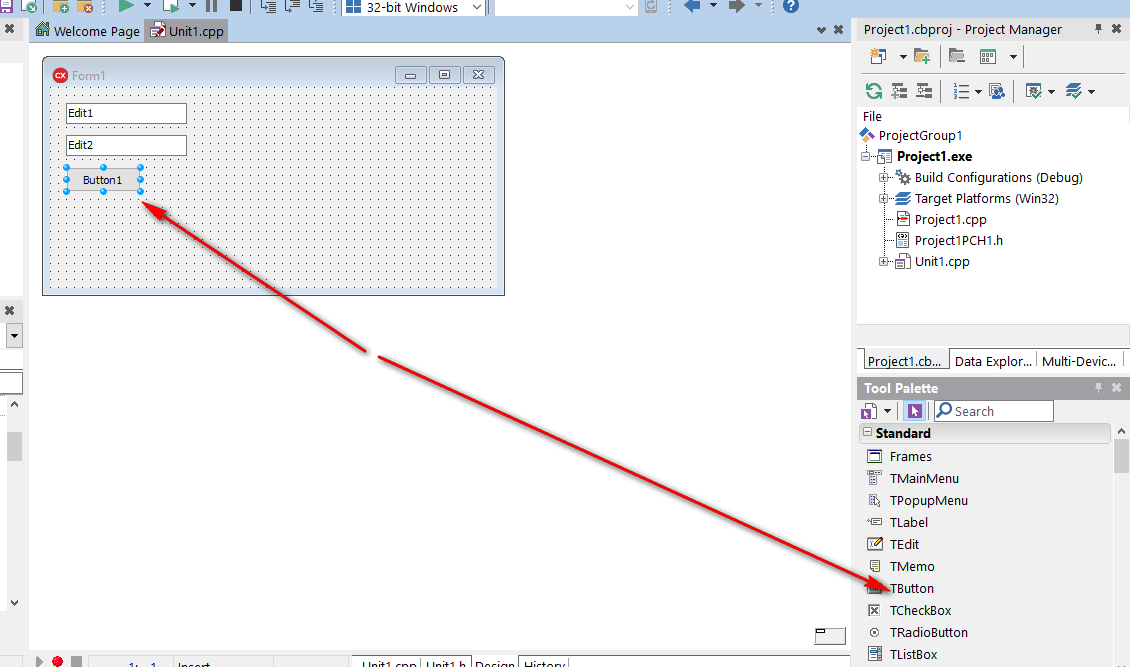 32-bit Windows
?
Welcome Page
Unit1.cpp
Project1.cbproj - Project Manager
CX Form1
Edit1
Edit2
Button1
File
ProjectGroup1
Project1.exe
Build Configurations (Debug)
Target Platforms (Win32)
Project1.cpp
Project1PCH1.h
Unit1.cpp
Project1.cb... Data Explor... Multi-Devic...
Tool Palette
Search
Standard
Frames
TMainMenu
TPopupMenu
TLabel
TEdit
TMemo
TButton
TCheckBox
TRadioButton
TListBox
1: 1 Insert Unit1.cpp Unit1.h Design History